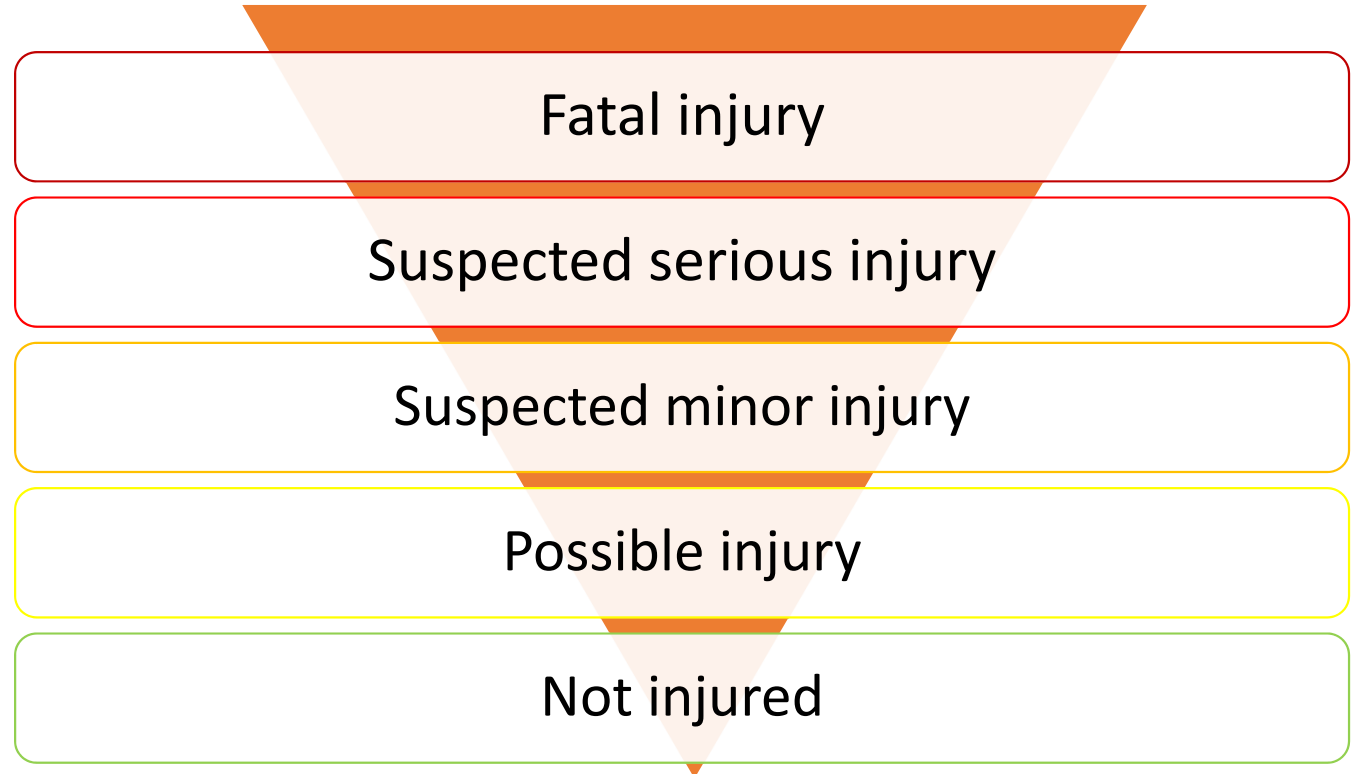 Fatal injury
Suspected serious injury
Suspected minor injury
Possible injury
Not injured